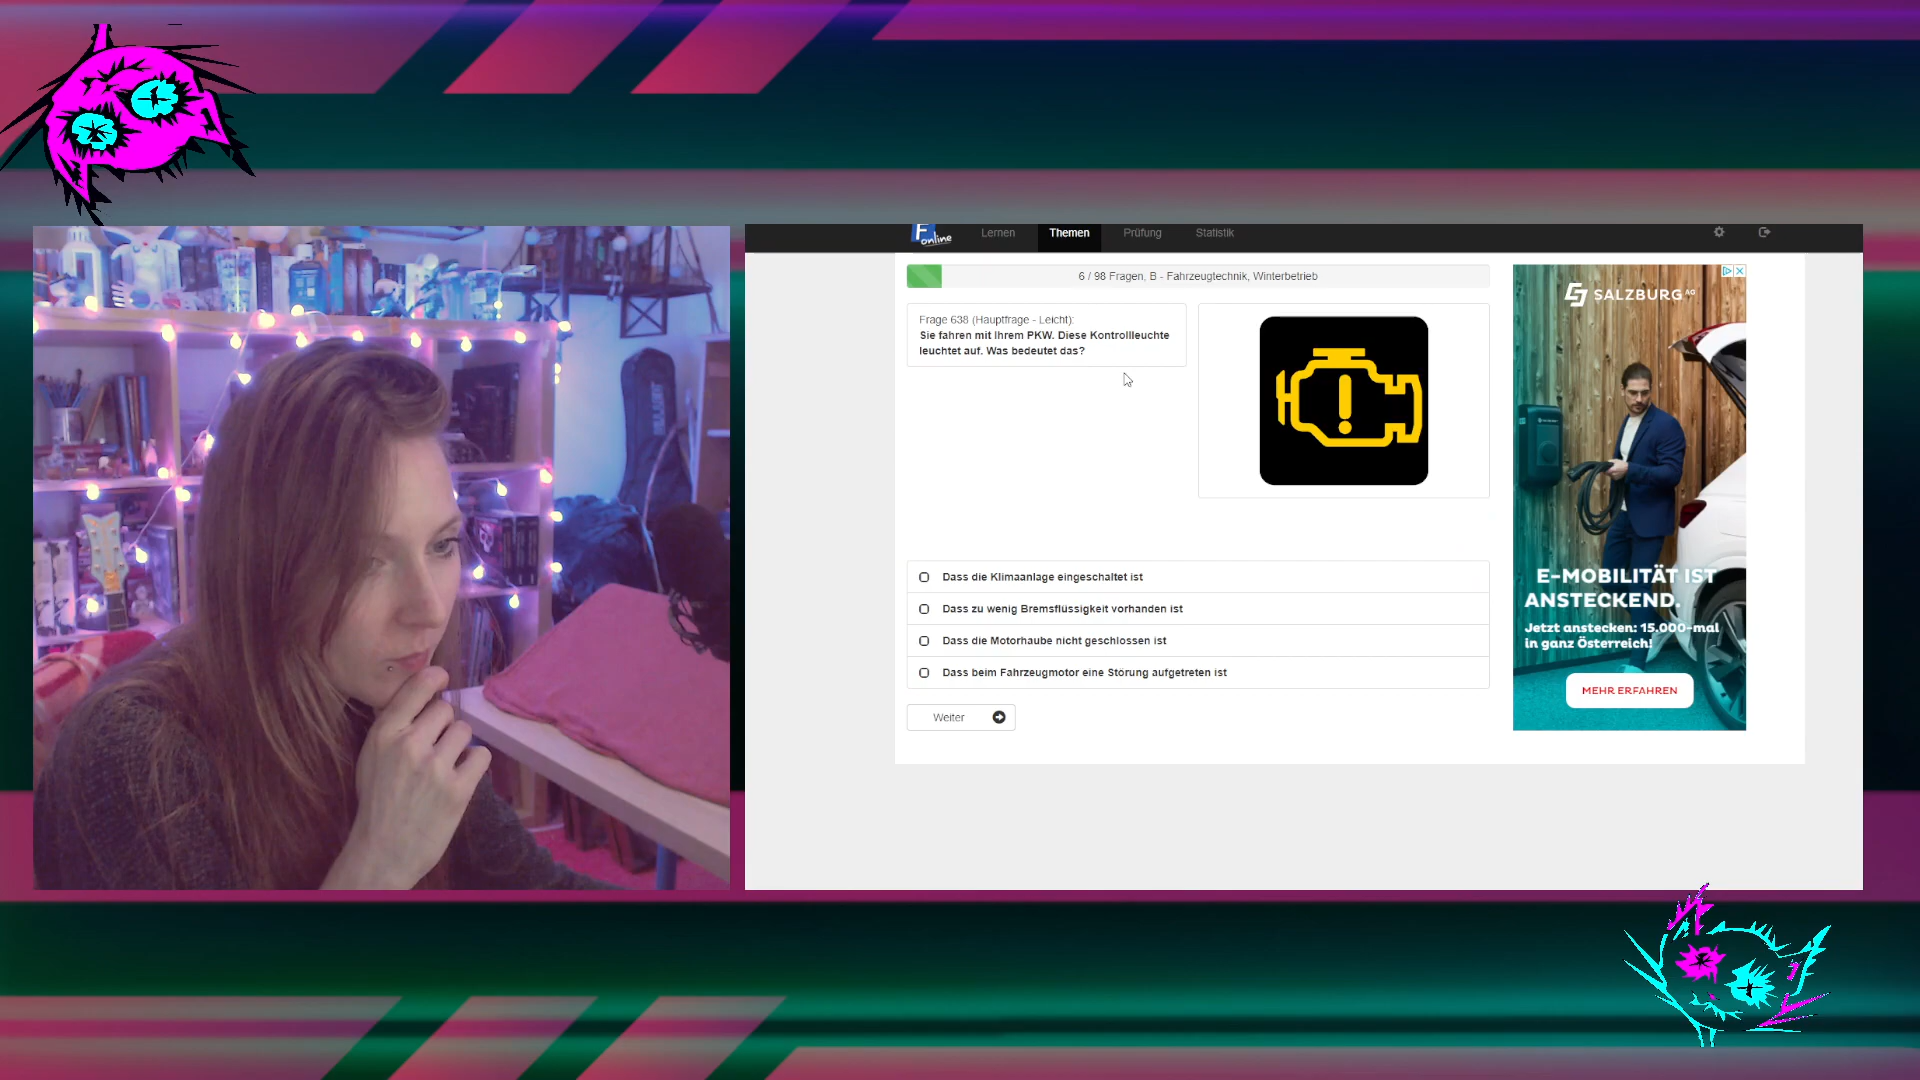 F online
Lernen
Themen
Prüfung
Statistik
6 / 98 Fragen, B - Fahrzeugtechnik, Winterbetrieb
Frage 638 (Hauptfrage - Leicht):
Sie fahren mit Ihrem PKW. Diese Kontrollleuchte
leuchtet auf. Was bedeutet das?
Dass die Klimaanlage eingeschaltet ist
Dass zu wenig Bremsflüssigkeit vorhanden ist
Dass die Motorhaube nicht geschlossen ist
Dass beim Fahrzeugmotor eine Störung aufgetreten ist
Weiter
SALZBURG AG
E-MOBILITÄT IST
ANSTECKEND.
Jetzt anstecken: 15.000-mal
in ganz Österreich!
MEHR ERFAHREN